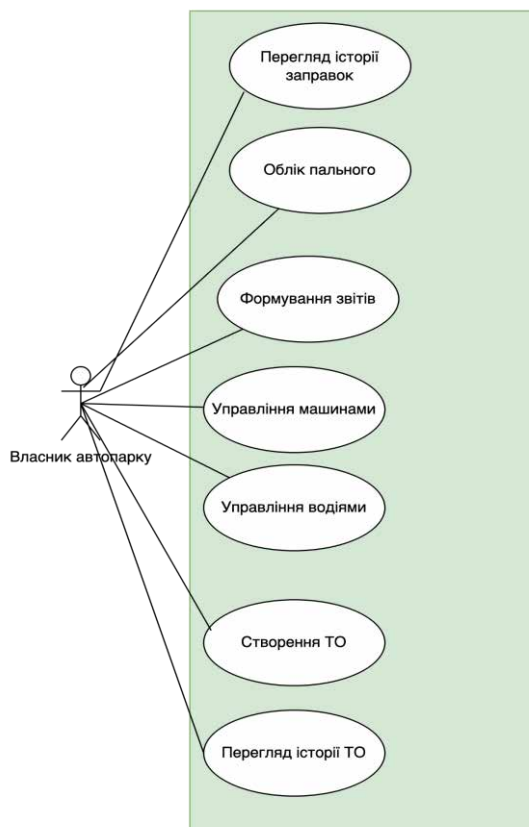 Перегляд історії
заправок
Облік пального
Формування звітів
Управління машинами
Власник автопарку
Управління водіями
Створення ТО
Перегляд історії ТО